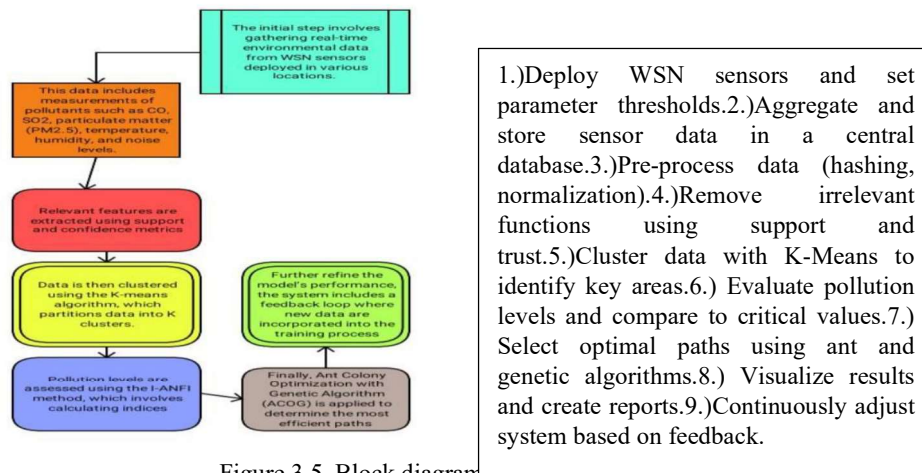 The initial step involves
gathering real-time
environmental data
from WSN sensors
deployed in various
locations.
This data includes
measurements of
pollutants such as CO,
SO2, particulate matter
(PM2.5), temperature,
humidity, and noise
levels.
Relevant features are
extracted using support
and confidence metrics
Data is then clustered
using the K-means
algorithm, which
partitions data into K
clusters.
Pollution levels are
assessed using the I-ANFI
method, which involves
calculating indices
Finally, Ant Colony
Optimization with
Genetic Algorithm
(ACOG) is applied to
determine the most
efficient paths
Further refine the
model's performance,
the system includes a
feedback loop where
new data are
incorporated into the
training process
1.)Deploy WSN sensors and set
parameter thresholds.2.)Aggregate and
store sensor data in a central
database.3.)Pre-process data (hashing,
normalization).4.)Remove irrelevant
functions using support and
trust.5.)Cluster data with K-Means to
identify key areas.6.) Evaluate pollution
levels and compare to critical values.7.)
Select optimal paths using ant and
genetic algorithms.8.) Visualize results
and create reports.9.)Continuously adjust
system based on feedback.
Figure 3.5. Block diagram